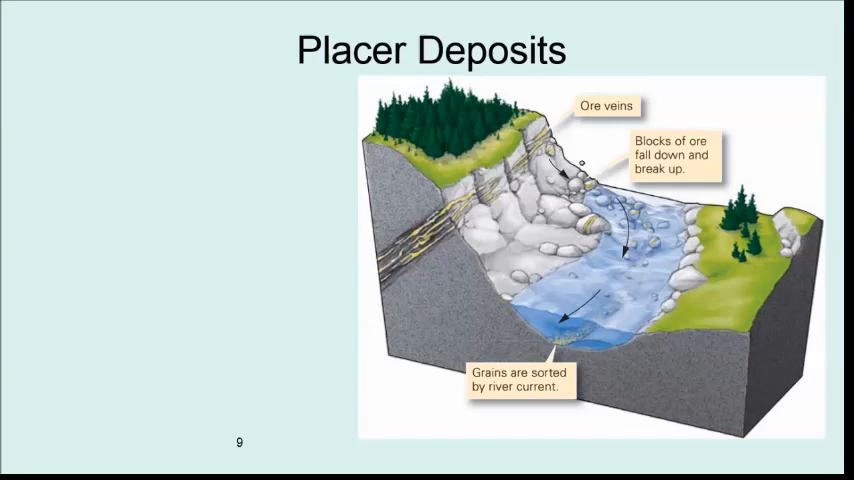 Placer Deposits
Ore veins
Blocks of ore
fall down and
break up.
Grains are sorted
by river current.
9